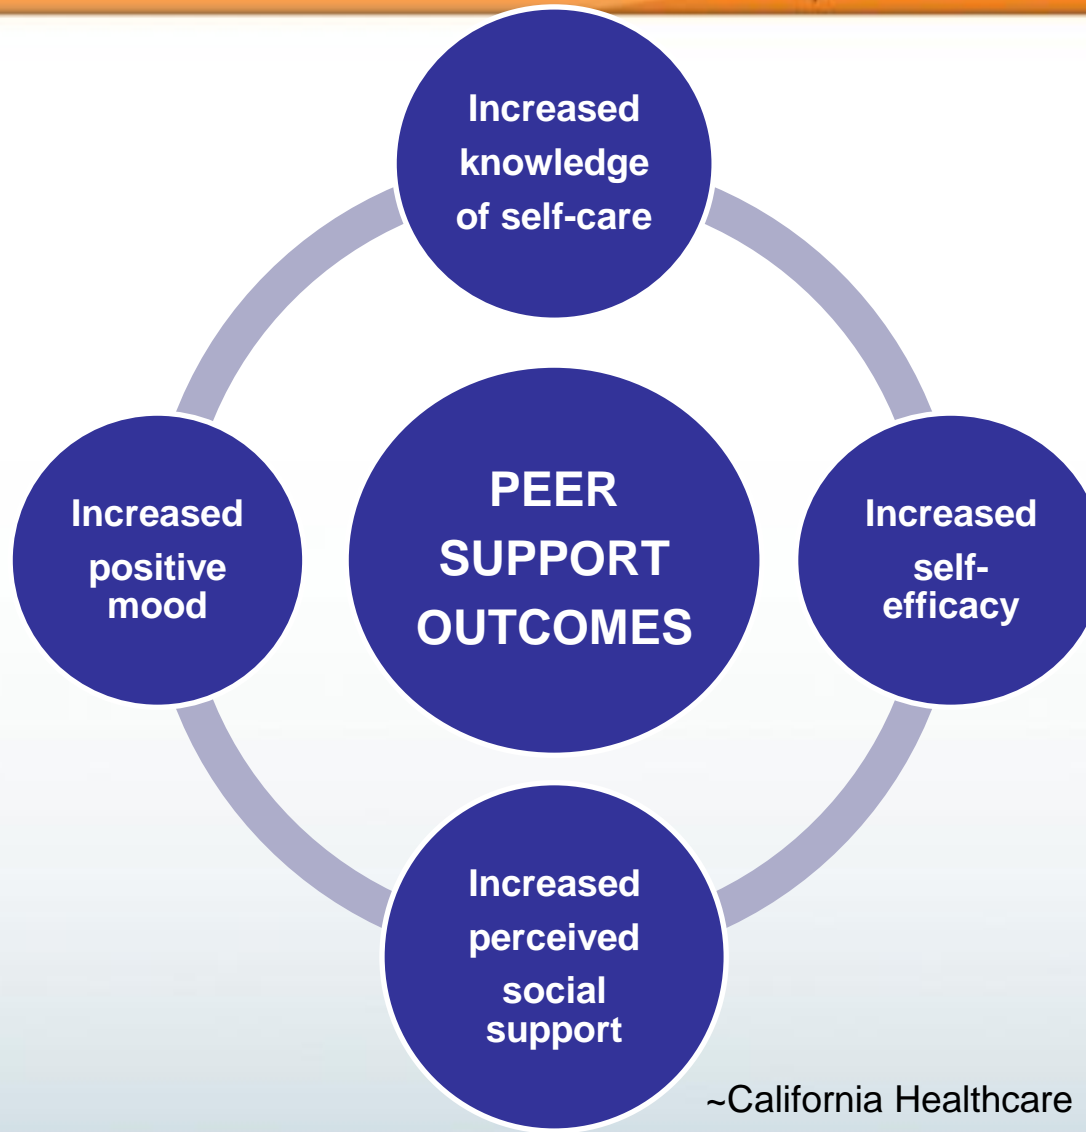 Increased
knowledge
of self-care
Increased
positive
mood
PEER
SUPPORT
OUTCOMES
Increased
self-
efficacy
Increased
perceived
social
support
~California Healthcare